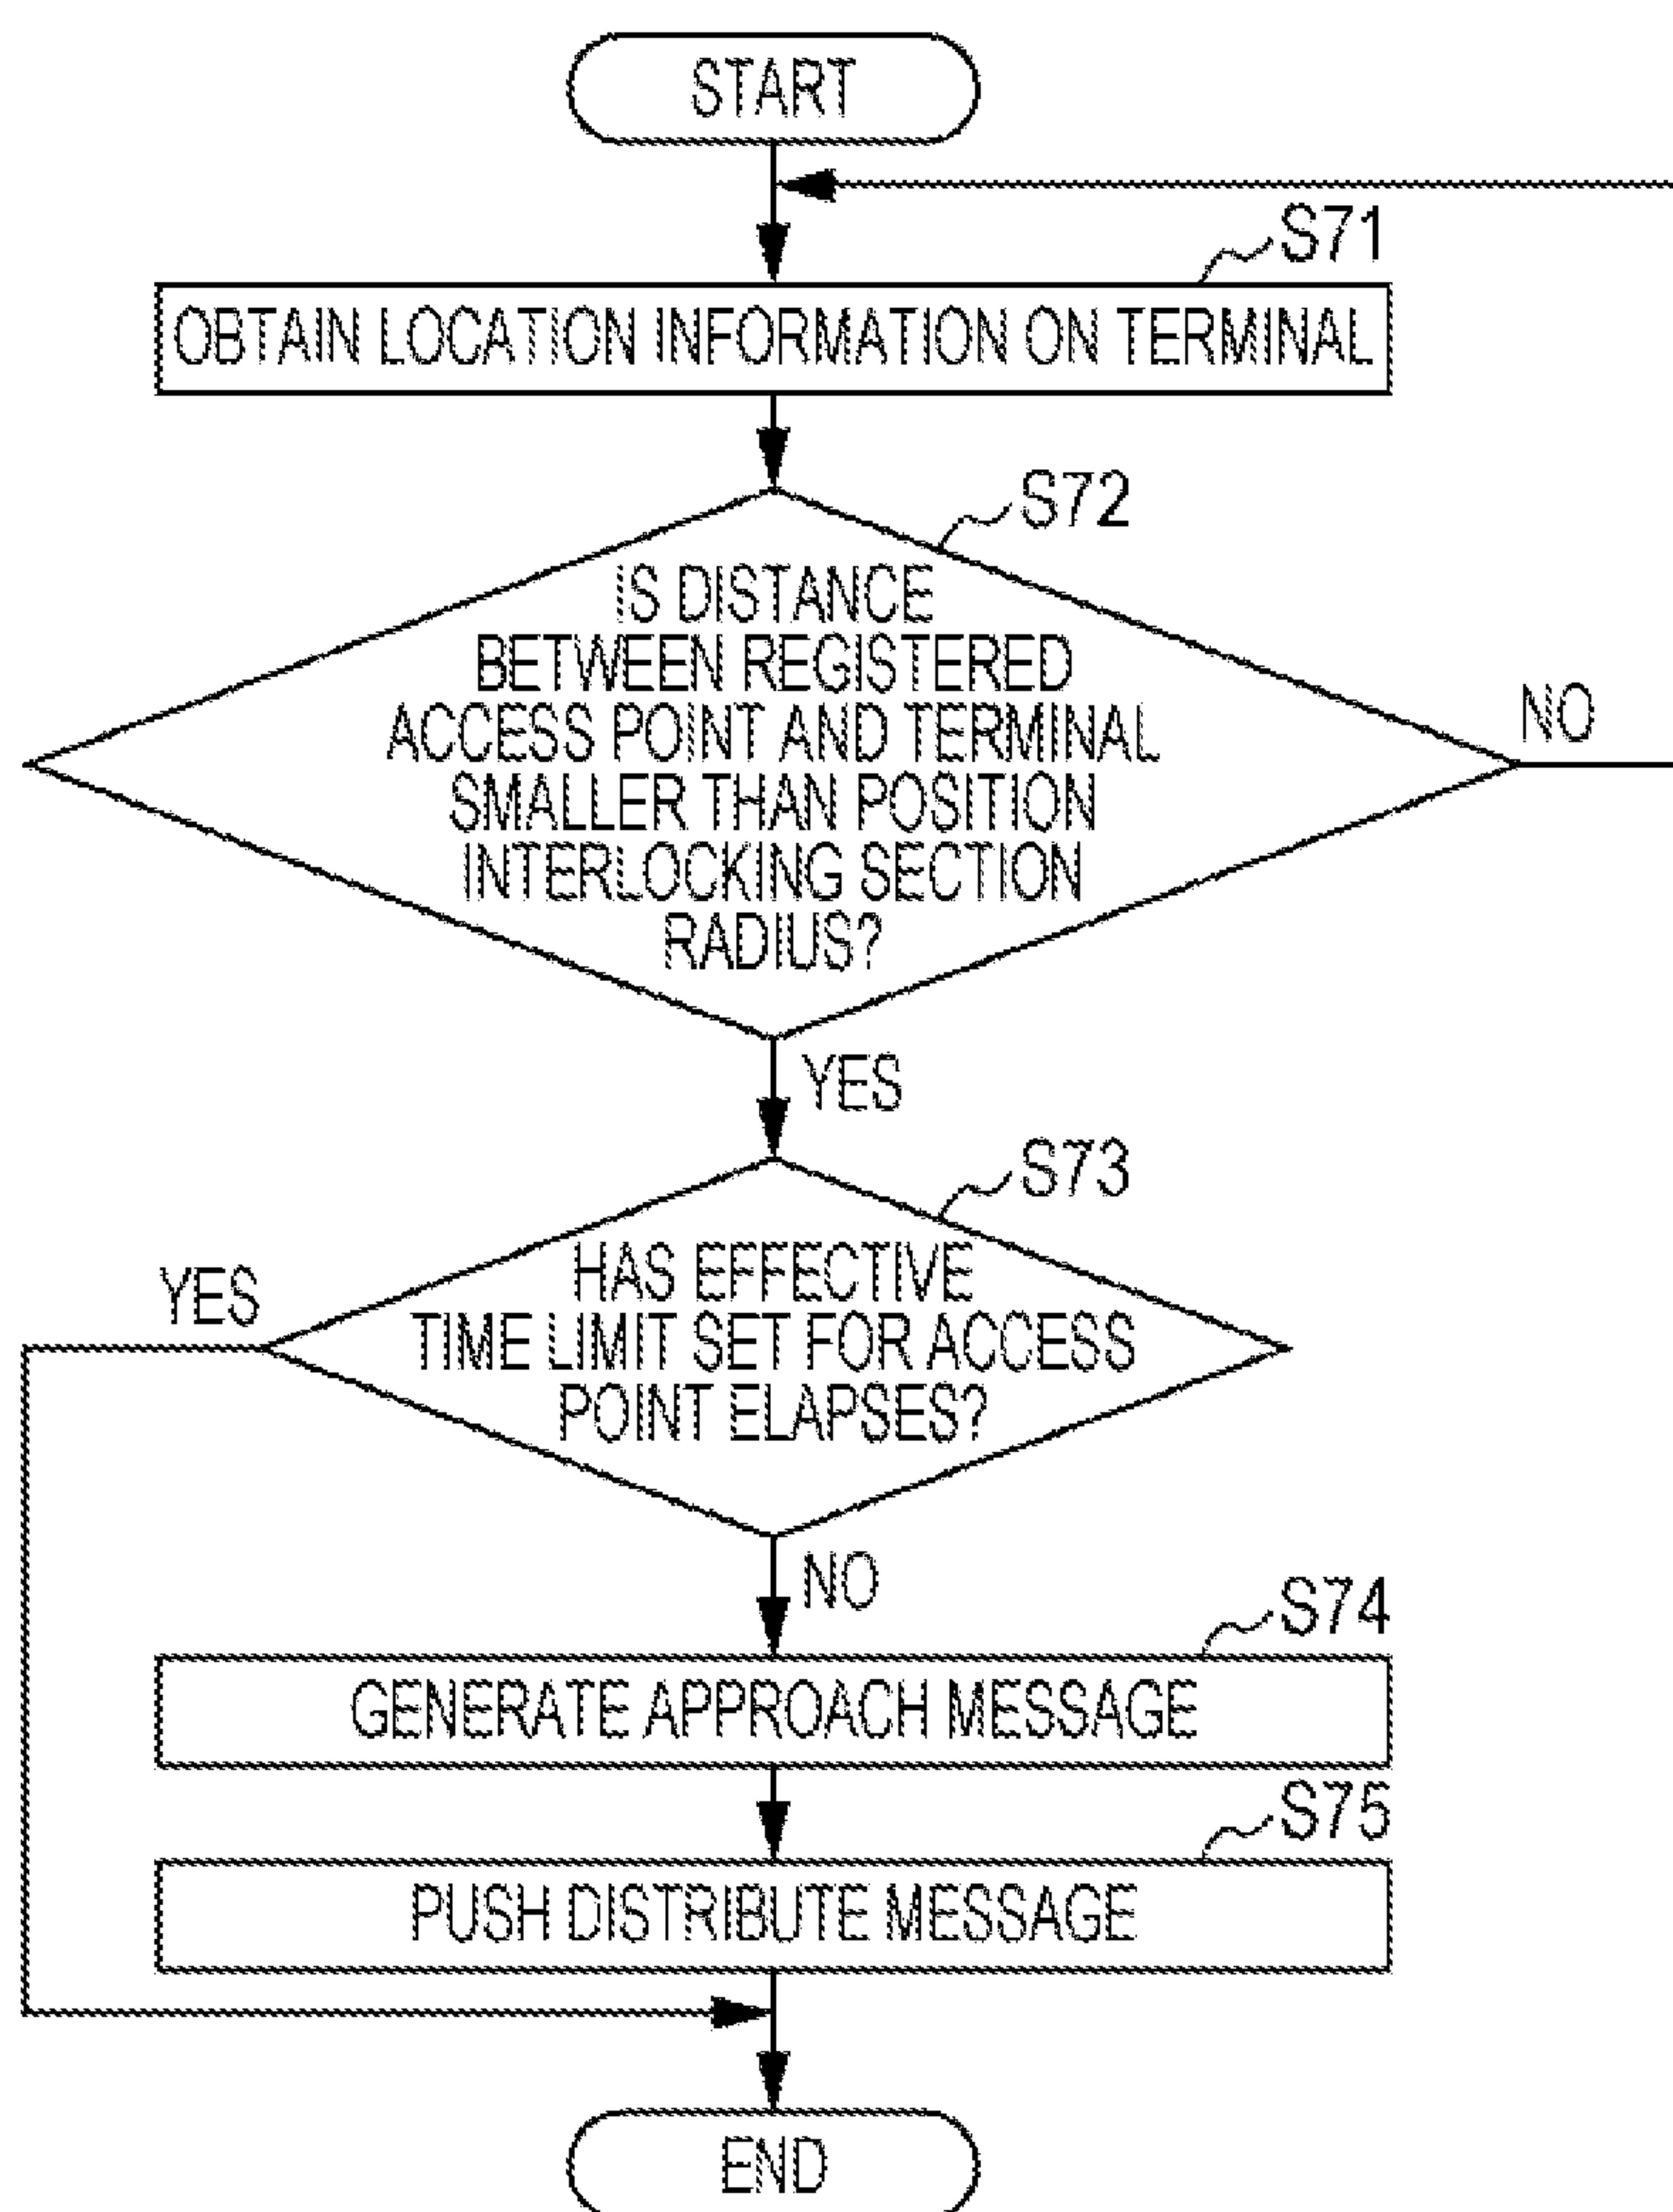 START
S71
OBTAIN LOCATION INFORMATION ON TERMINAL
S72
IS DISTANCE
BETWEEN REGISTERED
ACCESS POINT AND TERMINAL
SMALLER THAN POSITION
INTERLOCKING SECTION
RADIUS?
NO
YES
S73
HAS EFFECTIVE
TIME LIMIT SET FOR ACCESS
POINT ELAPSES?
YES
NO
S74
GENERATE APPROACH MESSAGE
S75
PUSH DISTRIBUTE MESSAGE
END